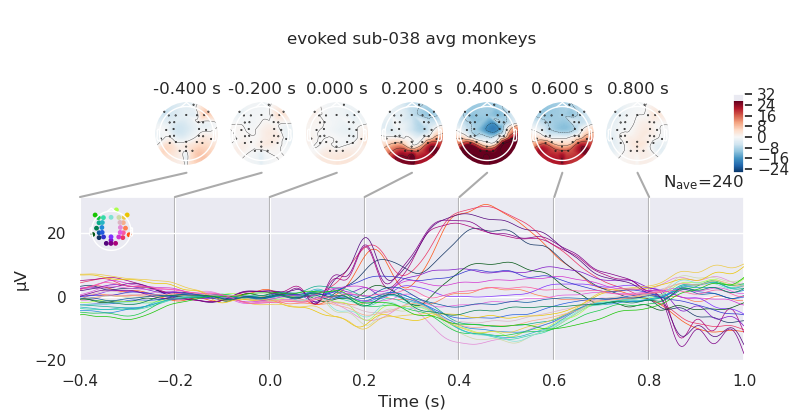 evoked sub-038 avg monkeys
-0.400 s -0.200 s 0.000 s 0.200 s 0.400 s 0.600 s 0.800 s
32
24
16
8
0
−8
−16
−24
Nave=240
20
0
−20
µV
−0.4 −0.2 0.0 0.2 0.4 0.6 0.8 1.0
Time (s)